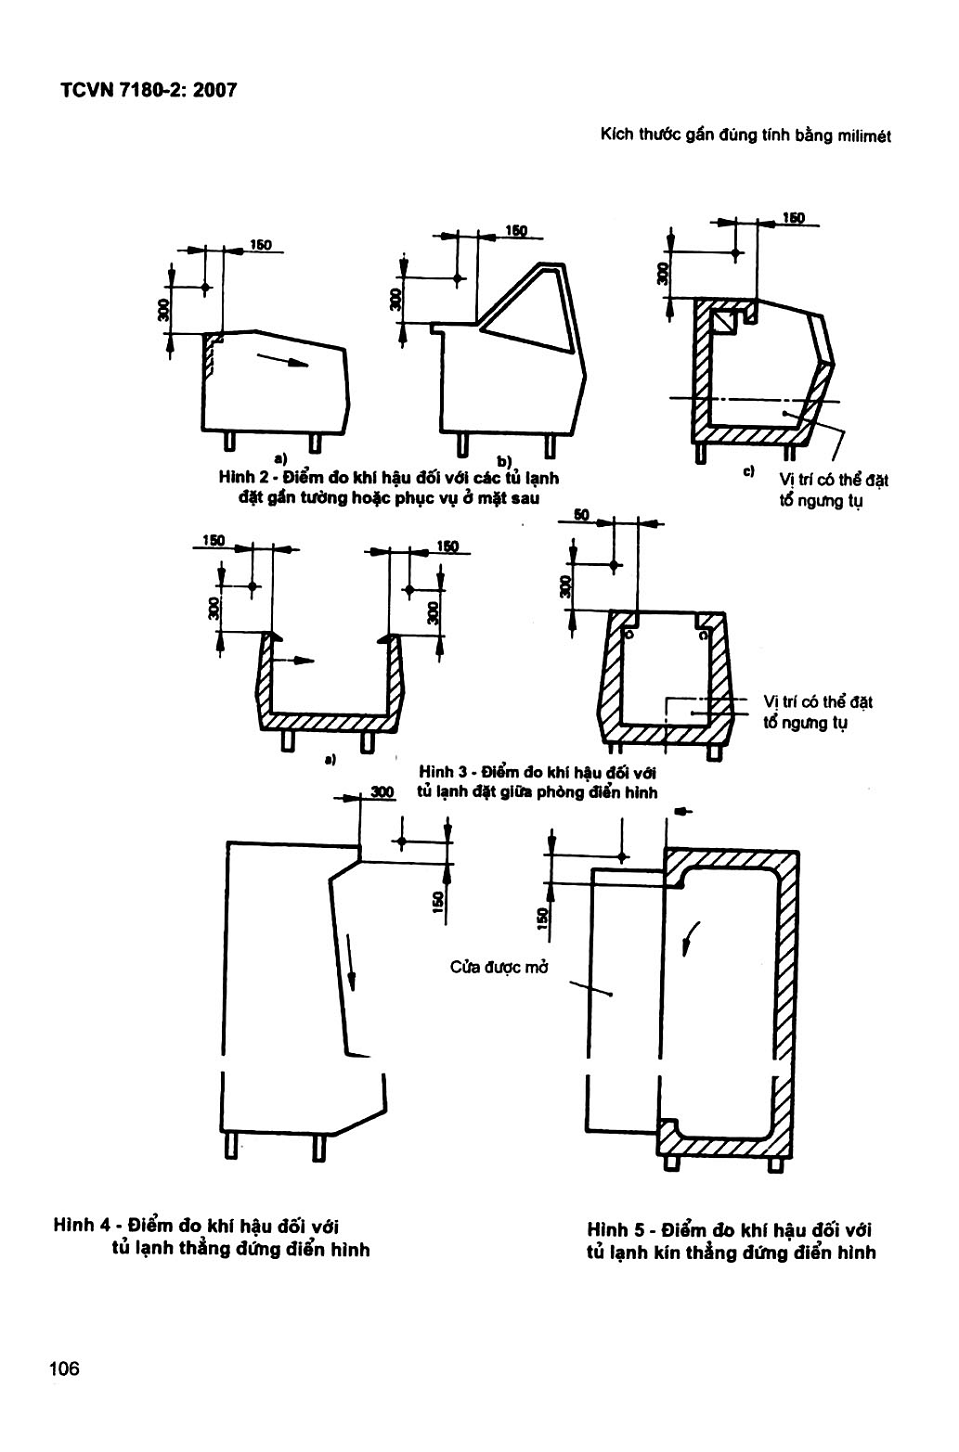 TCVN 7180-2: 2007
Kích thước gần đúng tính bằng milimét
150
300
150
300
150
300
a)
b)
c)
Vị trí có thể đặt
tổ ngưng tụ
Hình 2 - Điểm đo khí hậu đối với các tủ lạnh
đặt gần tường hoặc phục vụ ở mặt sau
150
300
150
300
50
300
Vị trí có thể đặt
tổ ngưng tụ
a)
Hình 3 - Điểm đo khí hậu đối với
tủ lạnh đặt giữa phòng điển hình
300
150
150
Cửa được mở
Hình 4 - Điểm đo khí hậu đối với
tủ lạnh thẳng đứng điển hình
Hình 5 - Điểm đo khí hậu đối với
tủ lạnh kín thẳng đứng điển hình
106